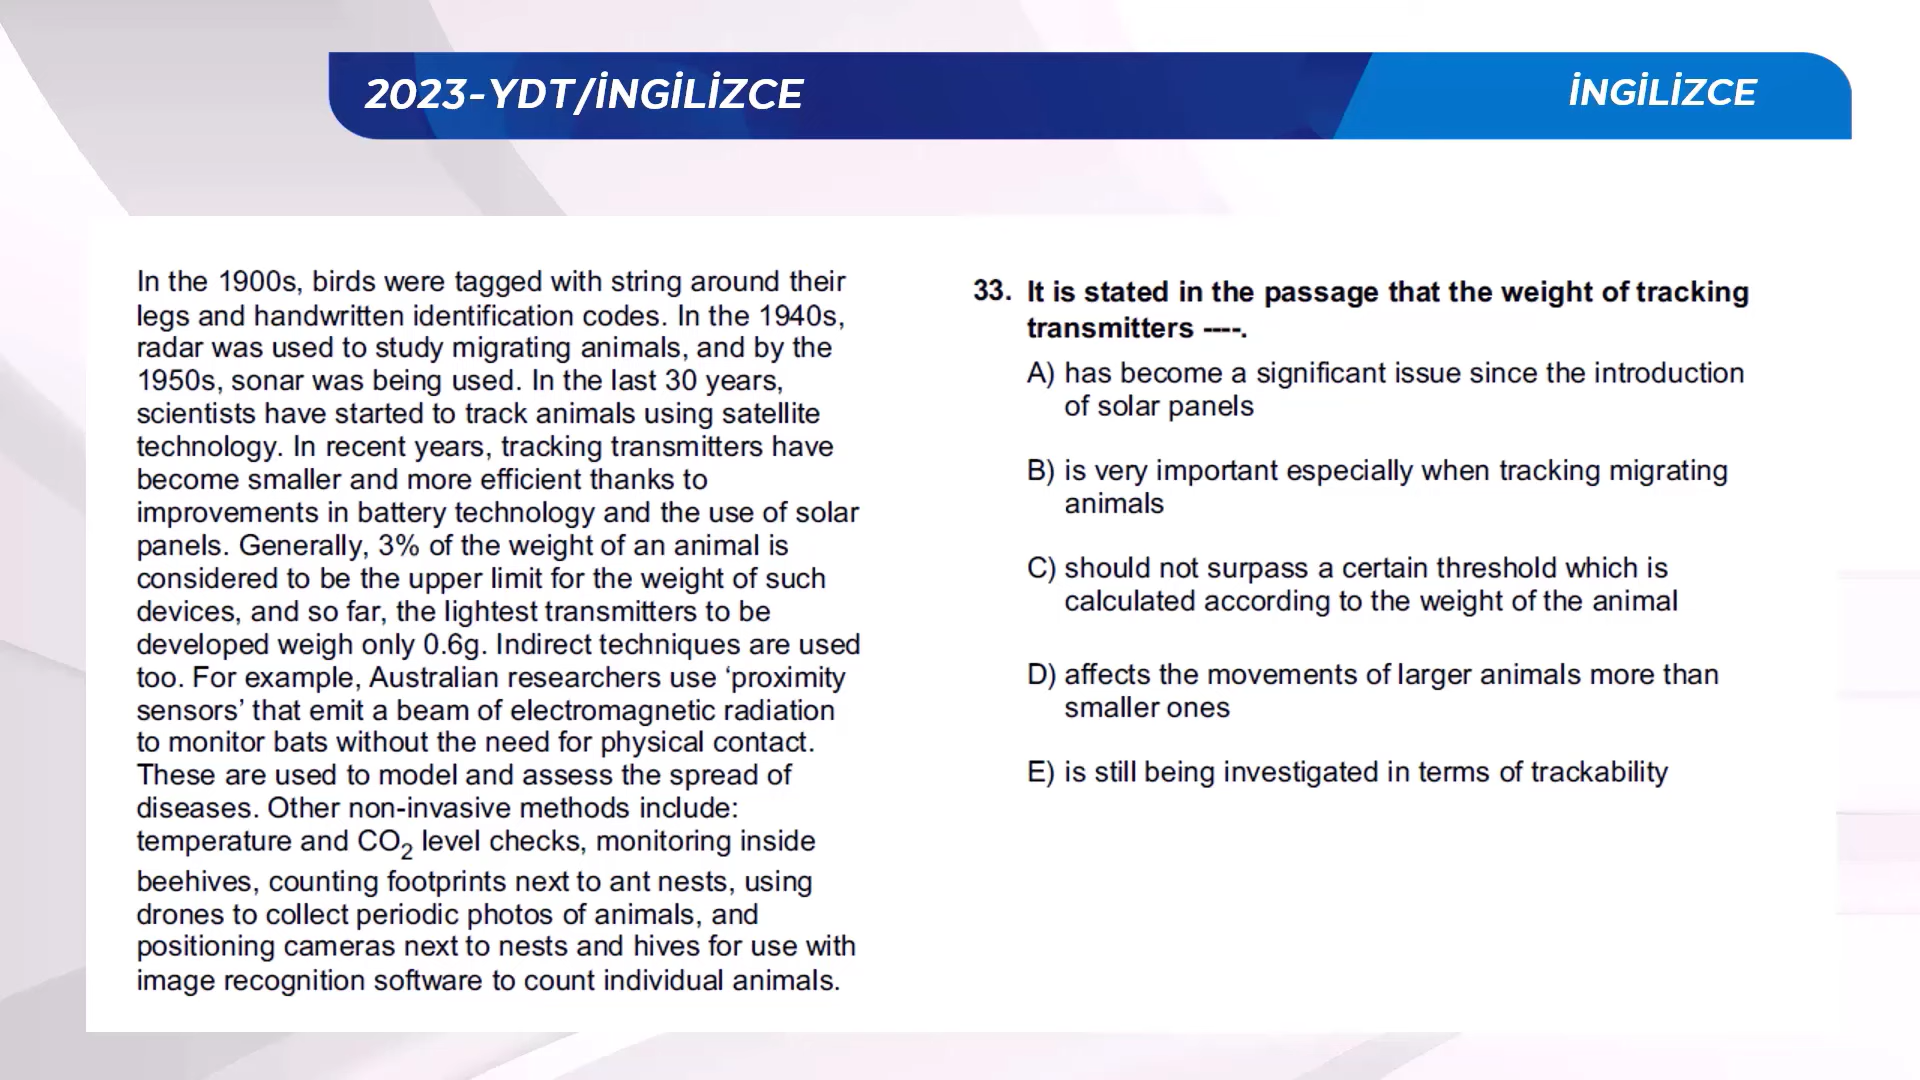 2023-YDT/İNGİLİZCE
İNGİLİZCE
In the 1900s, birds were tagged with string around their
legs and handwritten identification codes. In the 1940s,
radar was used to study migrating animals, and by the
1950s, sonar was being used. In the last 30 years,
scientists have started to track animals using satellite
technology. In recent years, tracking transmitters have
become smaller and more efficient thanks to
improvements in battery technology and the use of solar
panels. Generally, 3% of the weight of an animal is
considered to be the upper limit for the weight of such
devices, and so far, the lightest transmitters to be
developed weigh only 0.6g. Indirect techniques are used
too. For example, Australian researchers use ‘proximity
sensors’ that emit a beam of electromagnetic radiation
to monitor bats without the need for physical contact.
These are used to model and assess the spread of
diseases. Other non-invasive methods include:
temperature and CO₂ level checks, monitoring inside
beehives, counting footprints next to ant nests, using
drones to collect periodic photos of animals, and
positioning cameras next to nests and hives for use with
image recognition software to count individual animals.
33. It is stated in the passage that the weight of tracking
transmitters ----.
A) has become a significant issue since the introduction
of solar panels
B) is very important especially when tracking migrating
animals
C) should not surpass a certain threshold which is
calculated according to the weight of the animal
D) affects the movements of larger animals more than
smaller ones
E) is still being investigated in terms of trackability